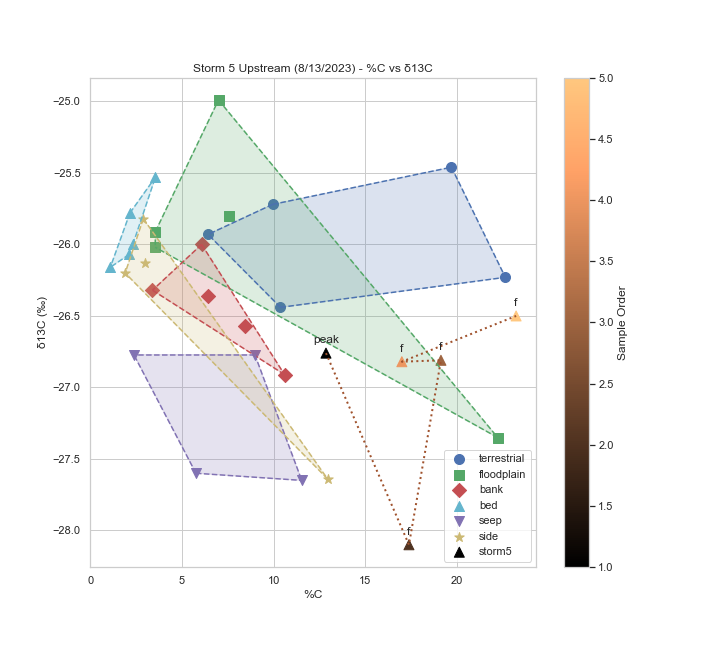 Storm 5 Upstream (8/13/2023) - %C vs δ13C
−25.0
−25.5
−26.0
−26.5
−27.0
−27.5
−28.0
δ13C (‰)
0
5
10
15
20
%C
peak
f
f
f
f
terrestrial
floodplain
bank
bed
seep
side
storm5
5.0
4.5
4.0
3.5
3.0
2.5
2.0
1.5
1.0
Sample Order